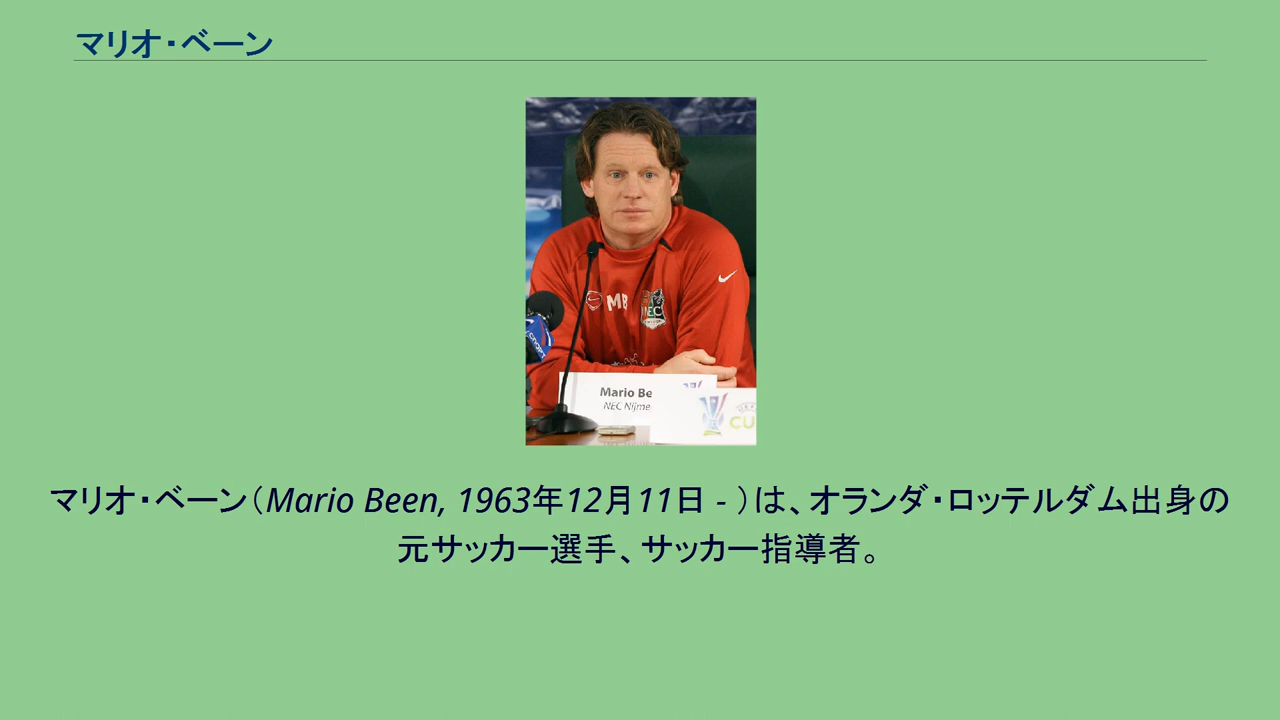 マリオ・ベーン
MB
NEC
SPORT
Mario Be
NEC Nijme
CU
マリオ・ベーン（Mario Been, 1963年12月11日 - ）は、オランダ・ロッテルダム出身の
元サッカー選手、サッカー指導者。